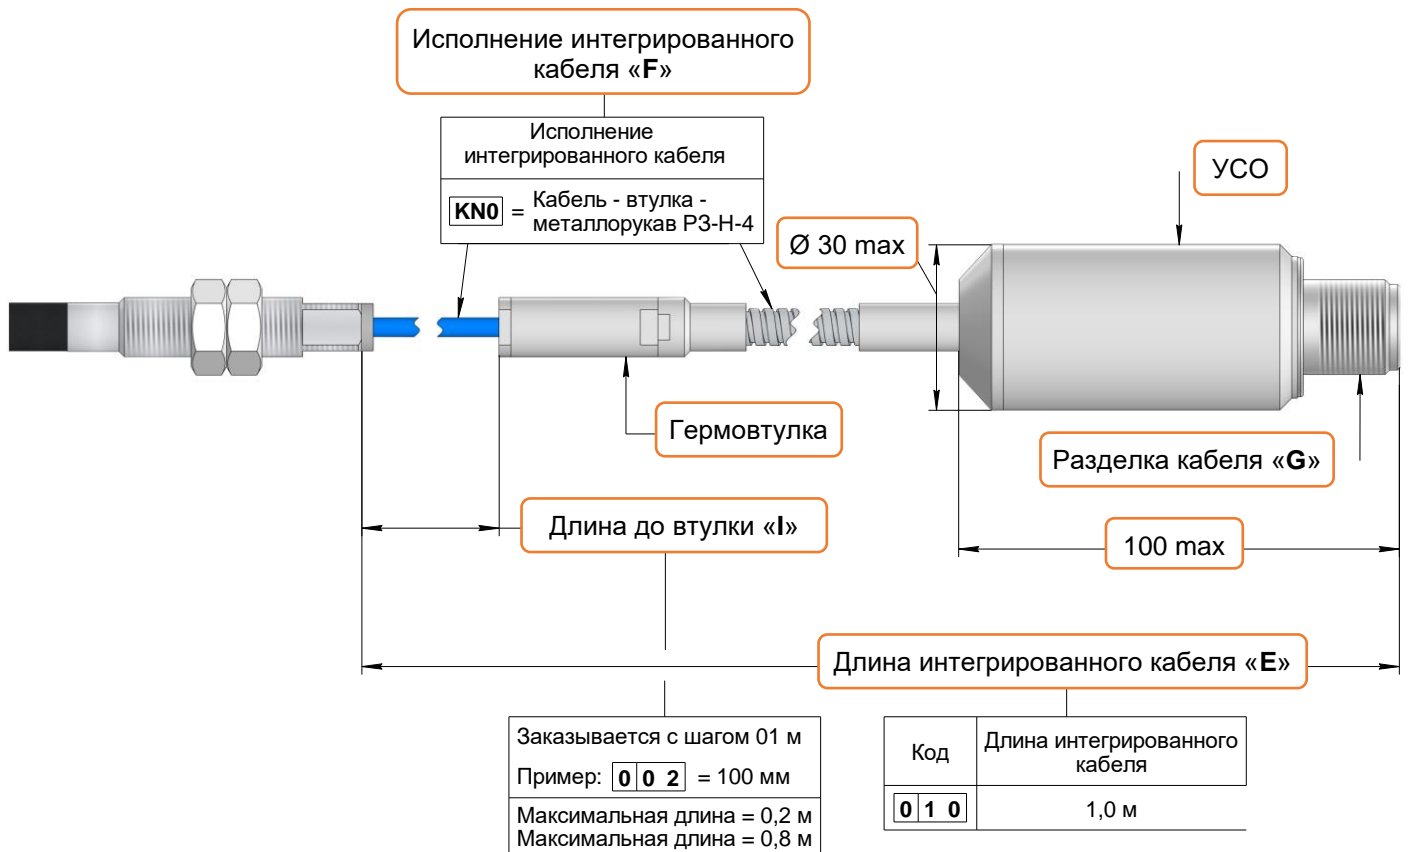 Исполнение интегрированного
кабеля «F»
Исполнение
интегрированного кабеля
KN0 = Кабель - втулка -
металлорукав РЗ-Н-4
УСО
Ø 30 max
Гермовтулка
Разделка кабеля «G»
Длина до втулки «I»
100 max
Длина интегрированного кабеля «E»
Заказывается с шагом 01 м
Пример: 0 0 2 = 100 мм
Максимальная длина = 0,2 м
Максимальная длина = 0,8 м
Код
Длина интегрированного
кабеля
0 1 0
1,0 м